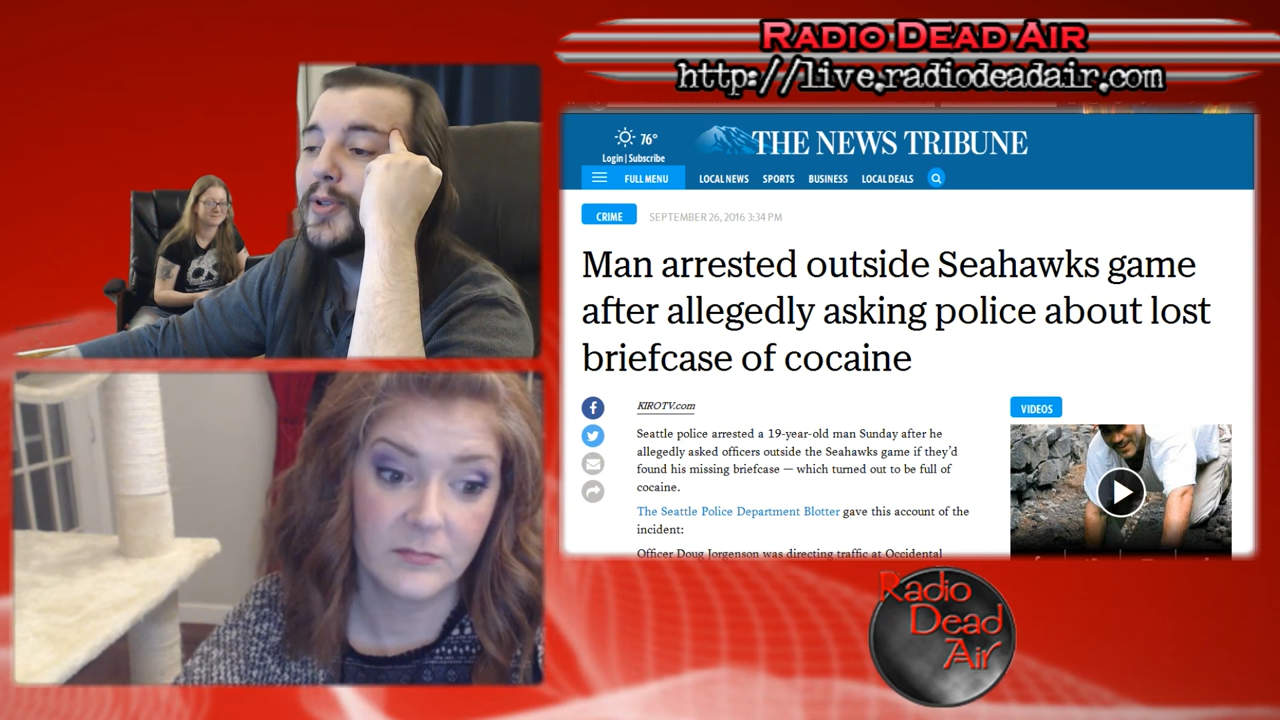 RADIO DEAD AIR
http://live.radiodeadair.com
76°
Login | Subscribe
THE NEWS TRIBUNE
FULL MENU
LOCAL NEWS
SPORTS
BUSINESS
LOCAL DEALS
CRIME
SEPTEMBER 26, 2016 3:34 PM
Man arrested outside Seahawks game
after allegedly asking police about lost
briefcase of cocaine
KIROTV.com
Seattle police arrested a 19-year-old man Sunday after he
allegedly asked officers outside the Seahawks game if they’d
found his missing briefcase — which turned out to be full of
cocaine.
The Seattle Police Department Blotter gave this account of the
incident:
Officer Doug Jorgenson was directing traffic at Occidental
VIDEOS
Radio
Dead
Air